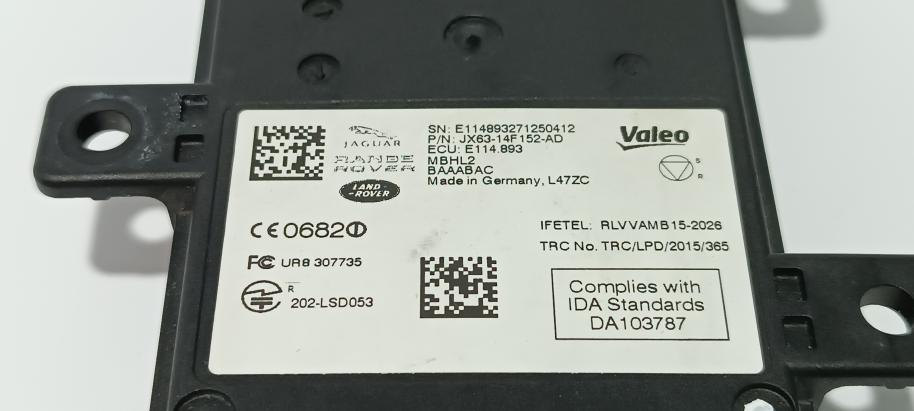 JAGUAR
RANGE
ROVER
LAND-
ROVER
SN: E114893271250412
P/N: JX63-14F152-AD
ECU: E114.893
MBHL2
BAAABAC
Made in Germany, L47ZC
Valeo
S
R
CE0682
FC UR8 307735
R
202-LSD053
IFETEL: RLVVAMB15-2026
TRC No. TRC/LPD/2015/365
Complies with
IDA Standards
DA103787